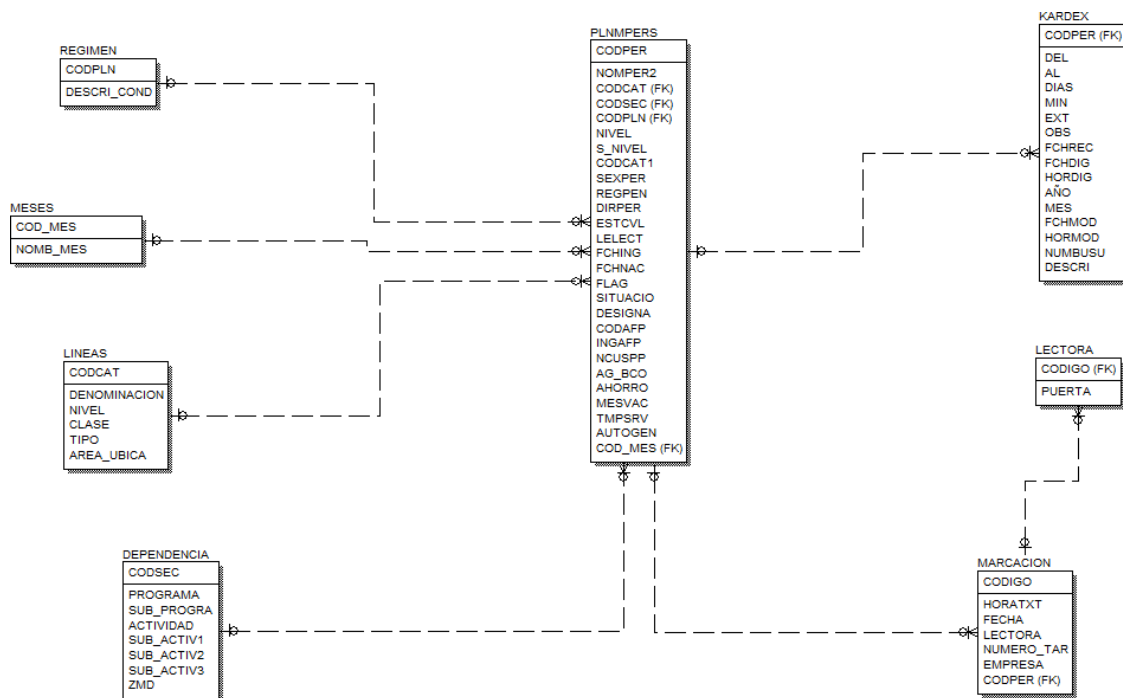 REGIMEN
CODPLN
DESCRI_COND
MESES
COD_MES
NOMB_MES
LINEAS
CODCAT
DENOMINACION
NIVEL
CLASE
TIPO
AREA_UBICA
DEPENDENCIA
CODSEC
PROGRAMA
SUB_PROGRA
ACTIVIDAD
SUB_ACTIV1
SUB_ACTIV2
SUB_ACTIV3
ZMD
PLNMPERS
CODPER
NOMPER2
CODCAT (FK)
CODSEC (FK)
CODPLN (FK)
NIVEL
S_NIVEL
CODCAT1
SEXPER
REGPEN
DIRPER
ESTCVL
LELECT
FCHING
FCHNAC
FLAG
SITUACIO
DESIGNA
CODAFP
INGAFP
NCUSPP
AG_BCO
AHORRO
MESVAC
TMPSRV
AUTOGEN
COD_MES (FK)
KARDEX
CODPER (FK)
DEL
AL
DIAS
MIN
EXT
OBS
FCHREC
FCHDIG
HORDIG
AÑO
MES
FCHMOD
HORMOD
NUMBUSU
DESCRI
LECTORA
CODIGO (FK)
PUERTA
MARCACION
CODIGO
HORATXT
FECHA
LECTORA
NUMERO_TAR
EMPRESA
CODPER (FK)